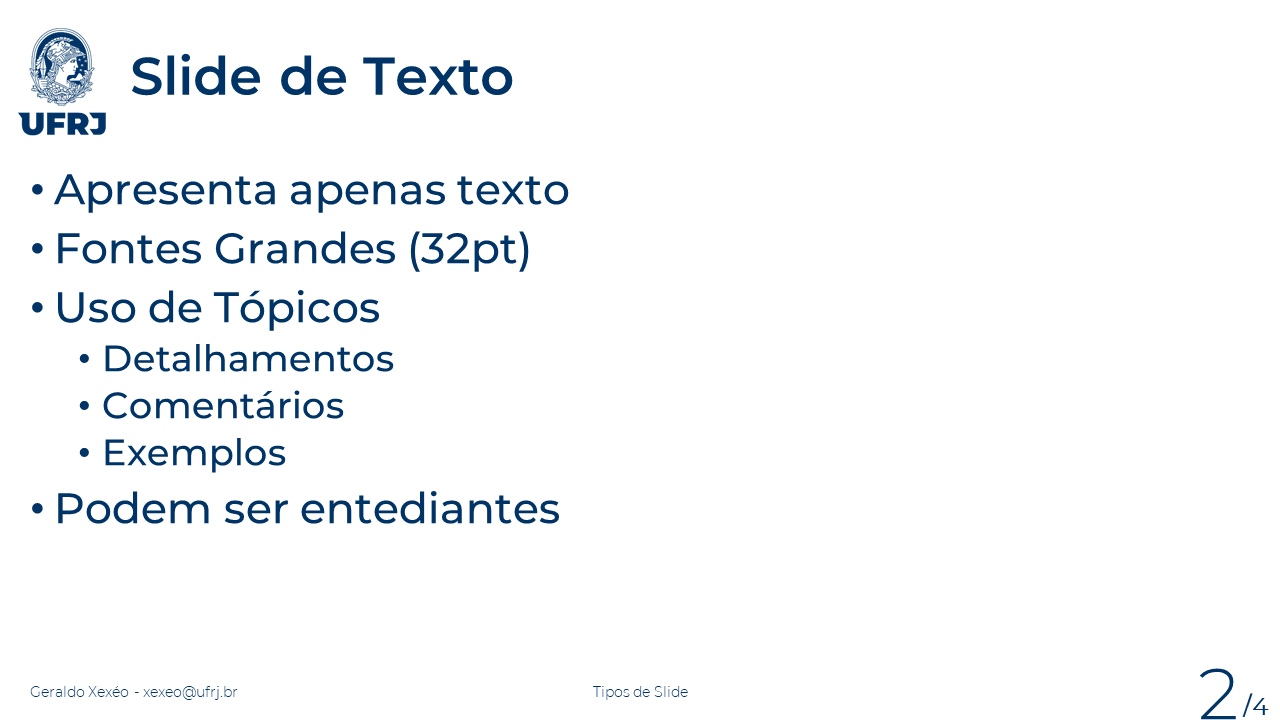 UFRJ
Slide de Texto
• Apresenta apenas texto
• Fontes Grandes (32pt)
• Uso de Tópicos
• Detalhamentos
• Comentários
• Exemplos
• Podem ser entediantes
Geraldo Xexéo - xexeo@ufrj.br
Tipos de Slide
2/4